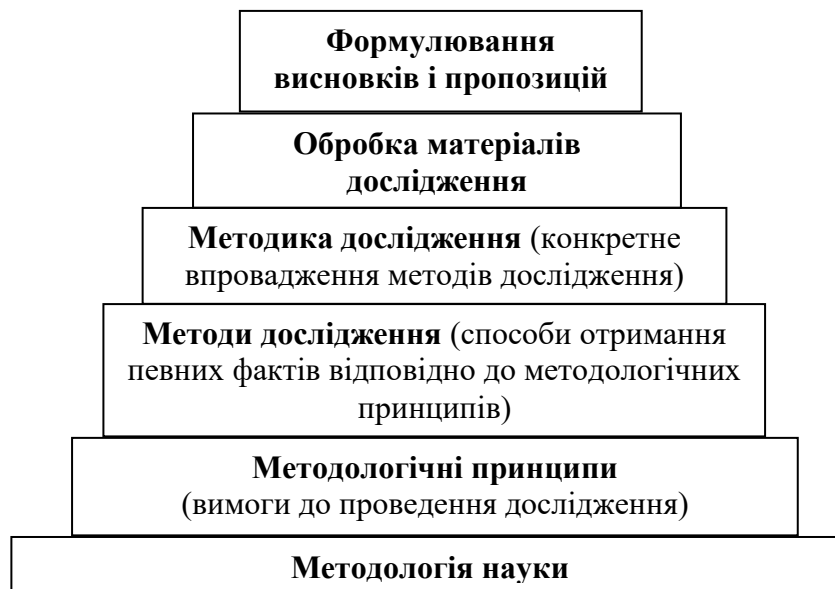 Формулювання
висновків і пропозицій
Обробка матеріалів
дослідження
Методика дослідження (конкретне
впровадження методів дослідження)
Методи дослідження (способи отримання
певних фактів відповідно до методологічних
принципів)
Методологічні принципи
(вимоги до проведення дослідження)
Методологія науки